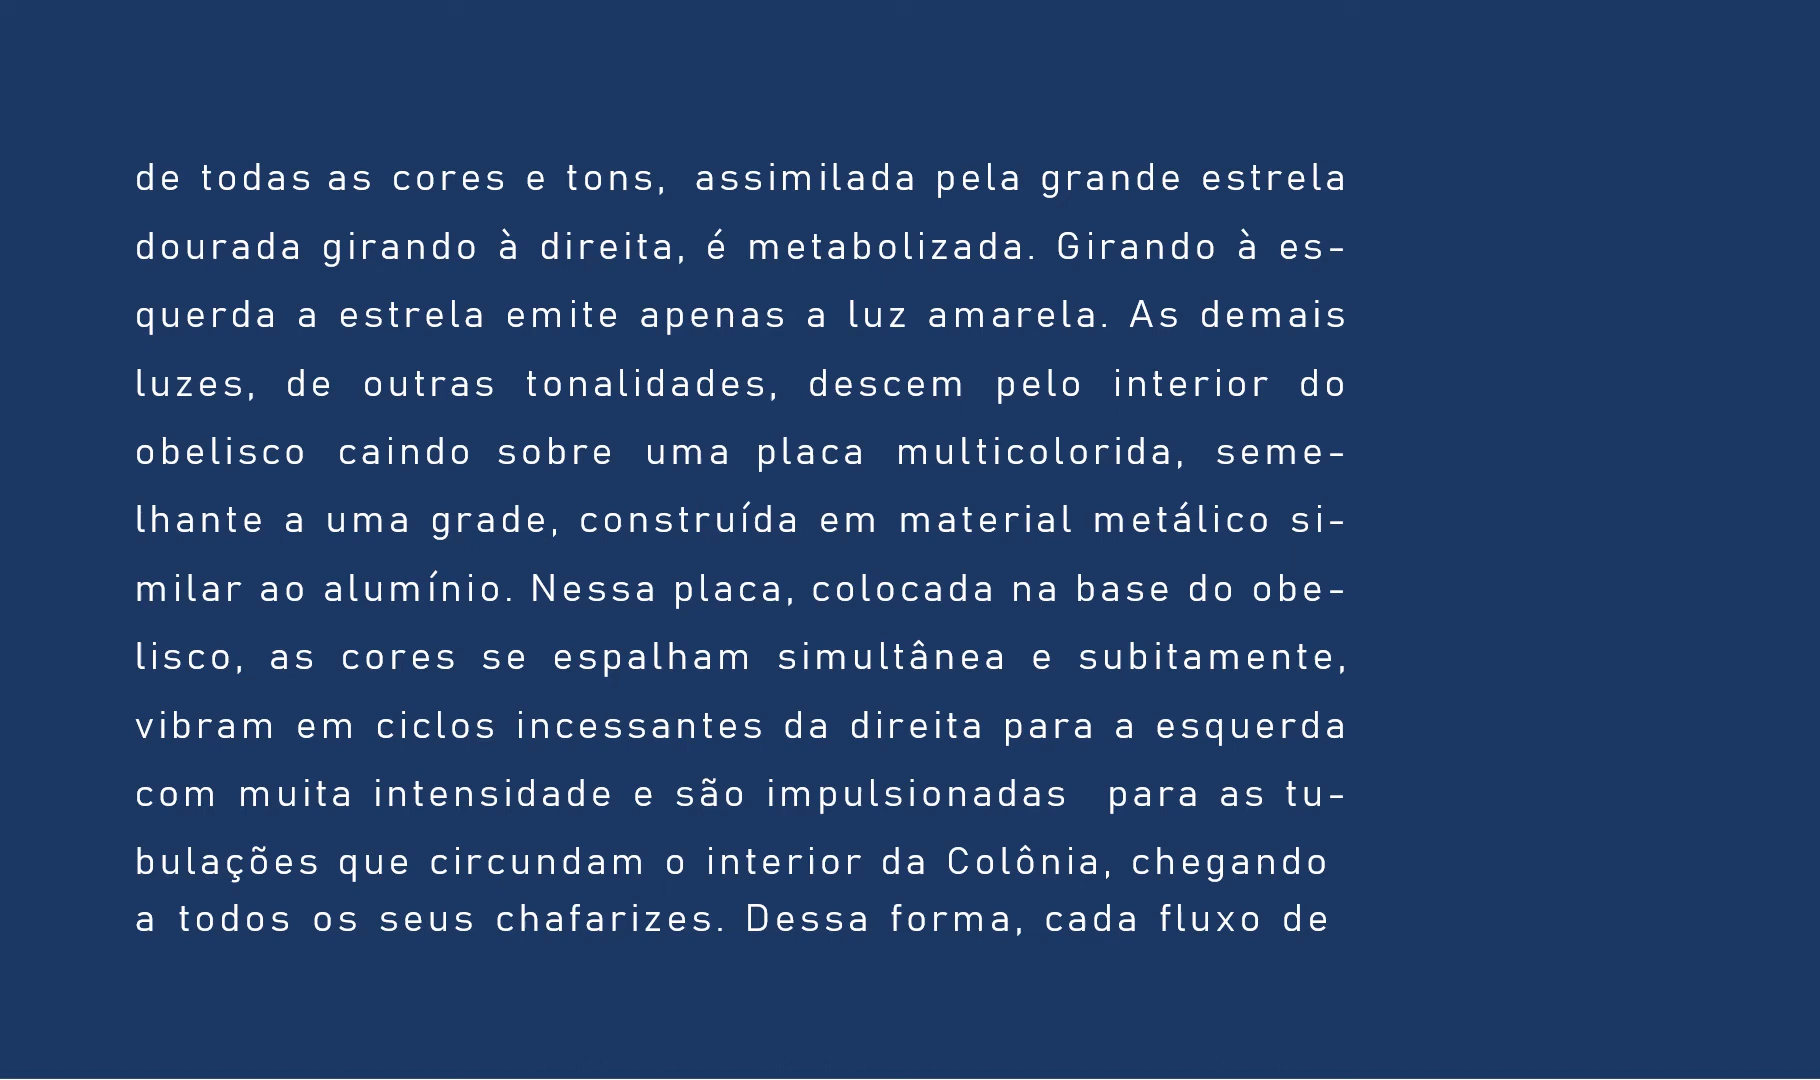 de todas as cores e tons, assimilada pela grande estrela
dourada girando à direita, é metabolizada. Girando à es-
querda a estrela emite apenas a luz amarela. As demais
luzes, de outras tonalidades, descem pelo interior do
obelisco caindo sobre uma placa multicolorida, seme-
lhante a uma grade, construída em material metálico si-
milar ao alumínio. Nessa placa, colocada na base do obe-
lisco, as cores se espalham simultânea e subitamente,
vibram em ciclos incessantes da direita para a esquerda
com muita intensidade e são impulsionadas para as tu-
bulações que circundam o interior da Colônia, chegando
a todos os seus chafarizes. Dessa forma, cada fluxo de